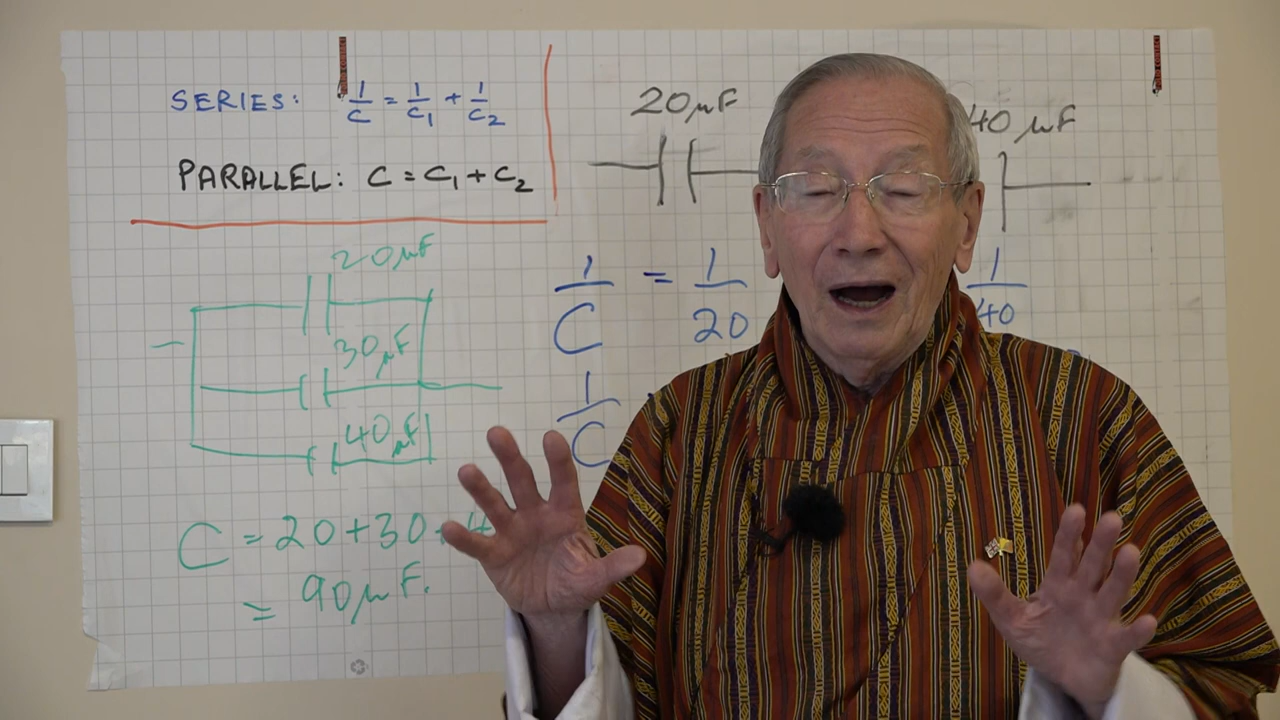 SERIES: 1/C = 1/C₁ + 1/C₂
PARALLEL: C = C₁ + C₂
20μF
30μF
40μF
C = 20+30+4
= 90μF.
20μF
40μF
1/C = 1/20
1/40
1/C